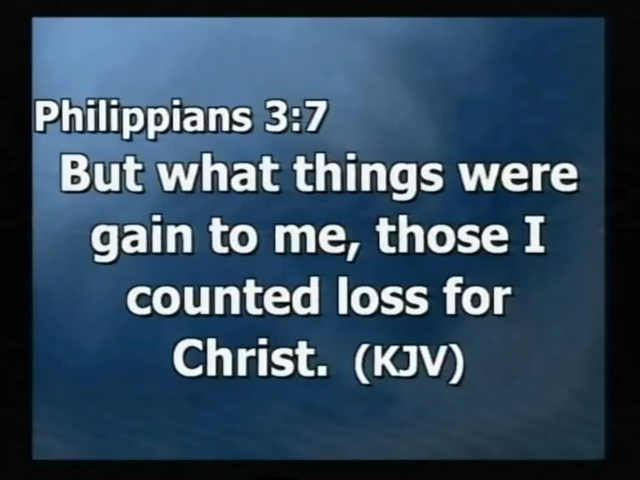 Philippians 3:7
But what things were
gain to me, those I
counted loss for
Christ. (KJV)